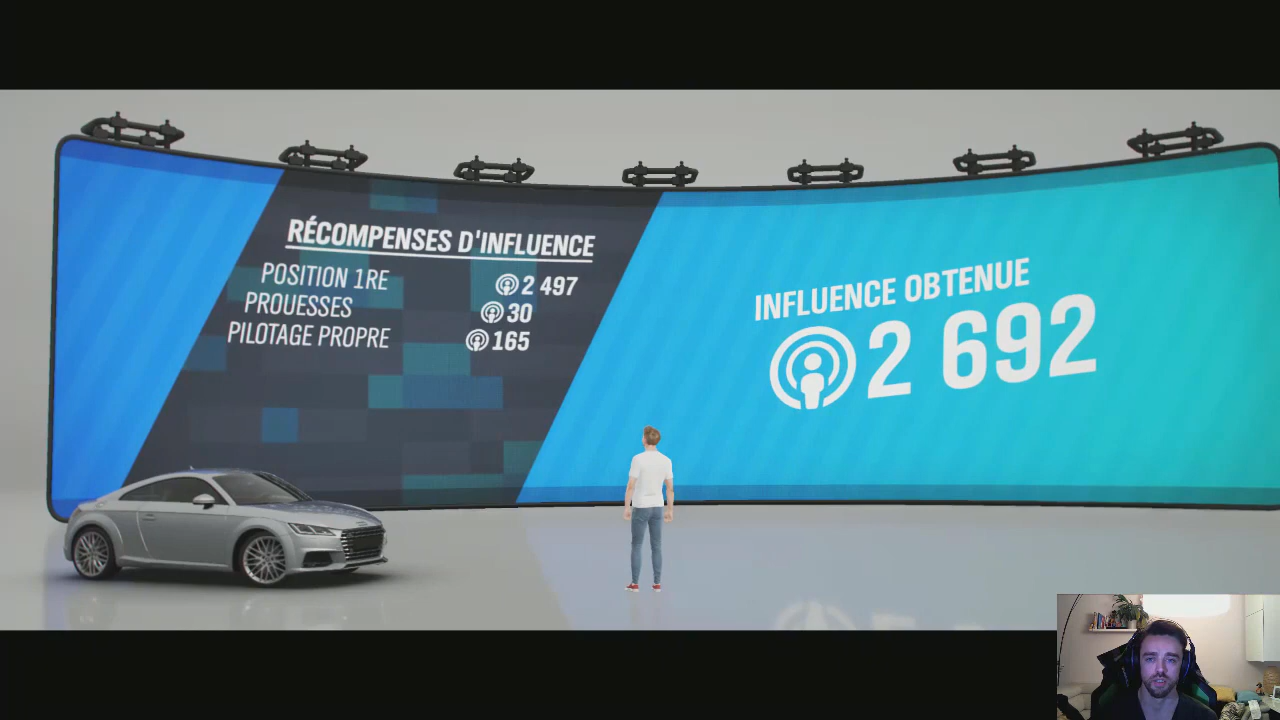 RÉCOMPENSES D'INFLUENCE
POSITION 1RE 2 497
PROUESSES 30
PILOTAGE PROPRE 165
INFLUENCE OBTENUE
2 692